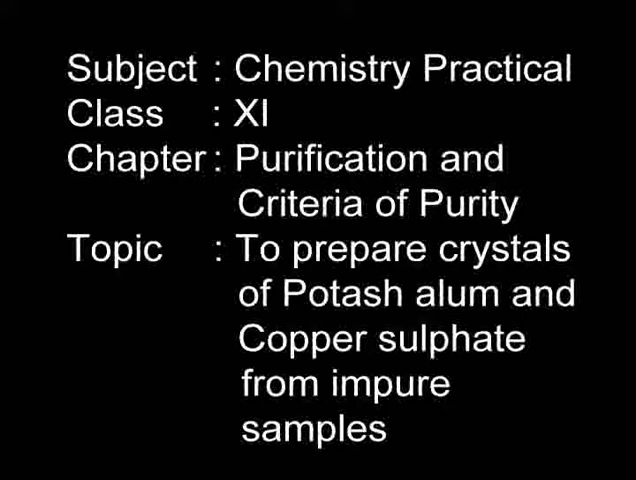 Subject : Chemistry Practical
Class : XI
Chapter : Purification and
Criteria of Purity
Topic : To prepare crystals
of Potash alum and
Copper sulphate
from impure
samples